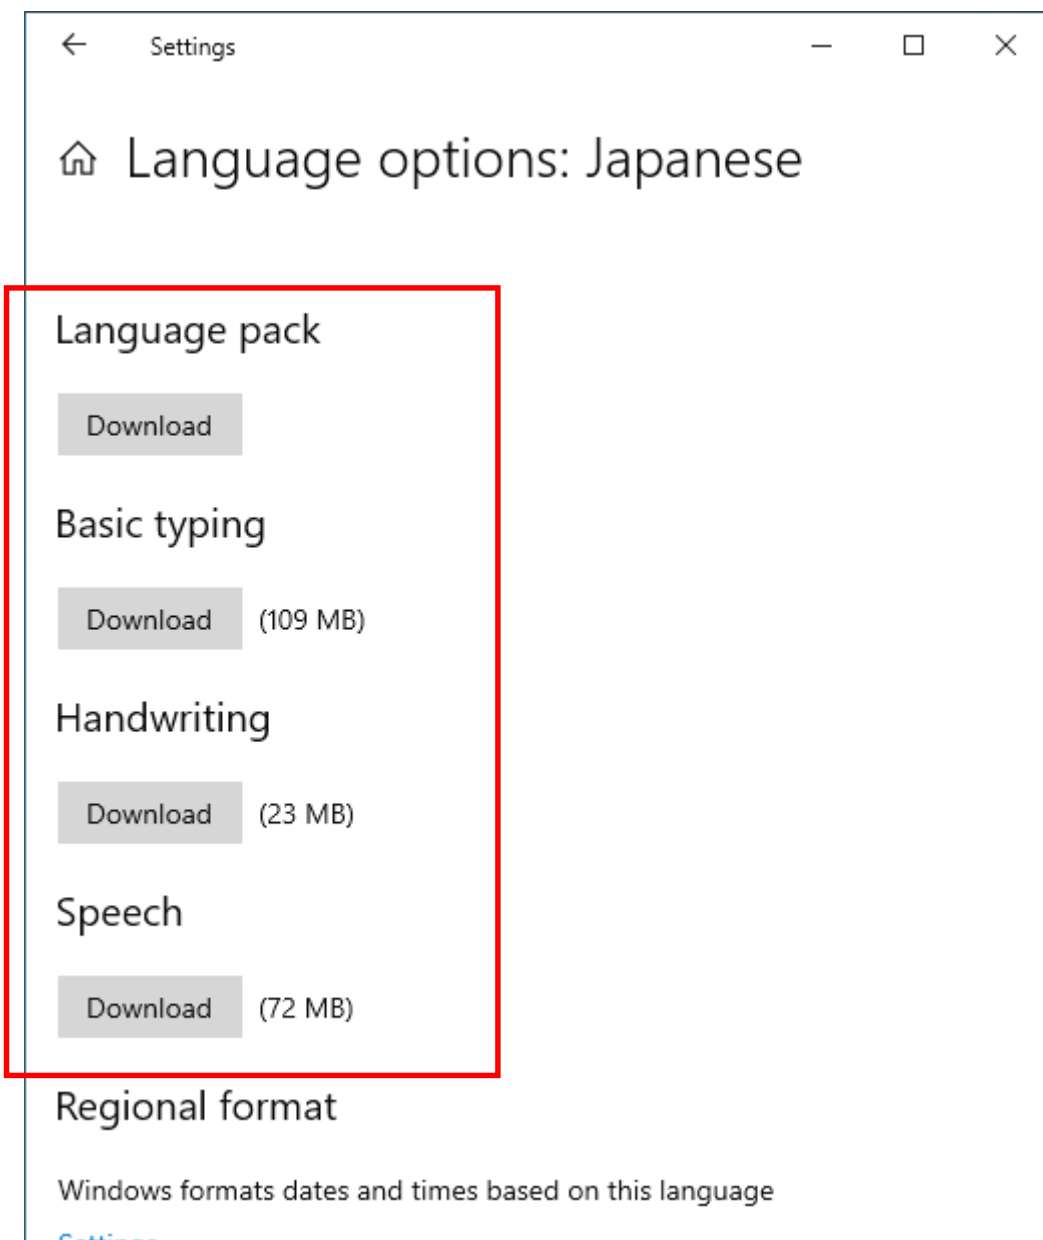 Settings
Language options: Japanese
Language pack
Download
Basic typing
Download (109 MB)
Handwriting
Download (23 MB)
Speech
Download (72 MB)
Regional format
Windows formats dates and times based on this language
Settings